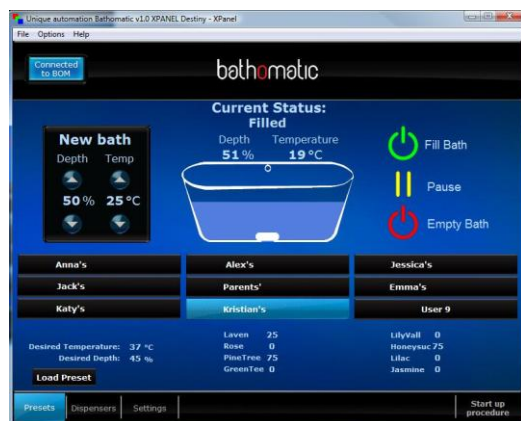 Unique automation Bathomatic v1.0 XPANEL Destiny - XPanel
File Options Help
Connected to BOM
bathomatic
Current Status:
Filled
New bath
Depth Temp
50 % 25 °C
Depth Temperature
51 % 19 °C
Fill Bath
Pause
Empty Bath
Anna's Alex's Jessica's
Jack's Parents' Emma's
Katy's Kristian's User 9
Desired Temperature: 37 °C
Desired Depth: 45 %
Load Preset
Laven 25
Rose 0
PineTree 75
GreenTee 0
LilyVall 0
Honeysuc 75
Lilac 0
Jasmine 0
Presets Dispensers Settings
Start up
procedure